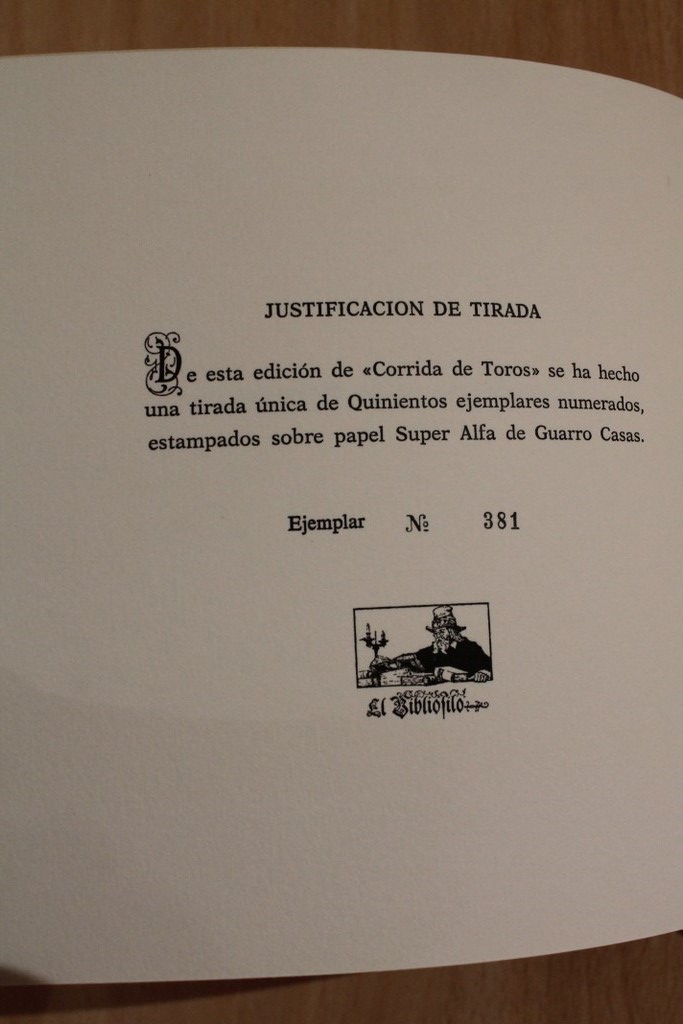 JUSTIFICACION DE TIRADA
De esta edición de «Corrida de Toros» se ha hecho
una tirada única de Quinientos ejemplares numerados,
estampados sobre papel Super Alfa de Guarro Casas.
Ejemplar № 381
El Bibliófilo